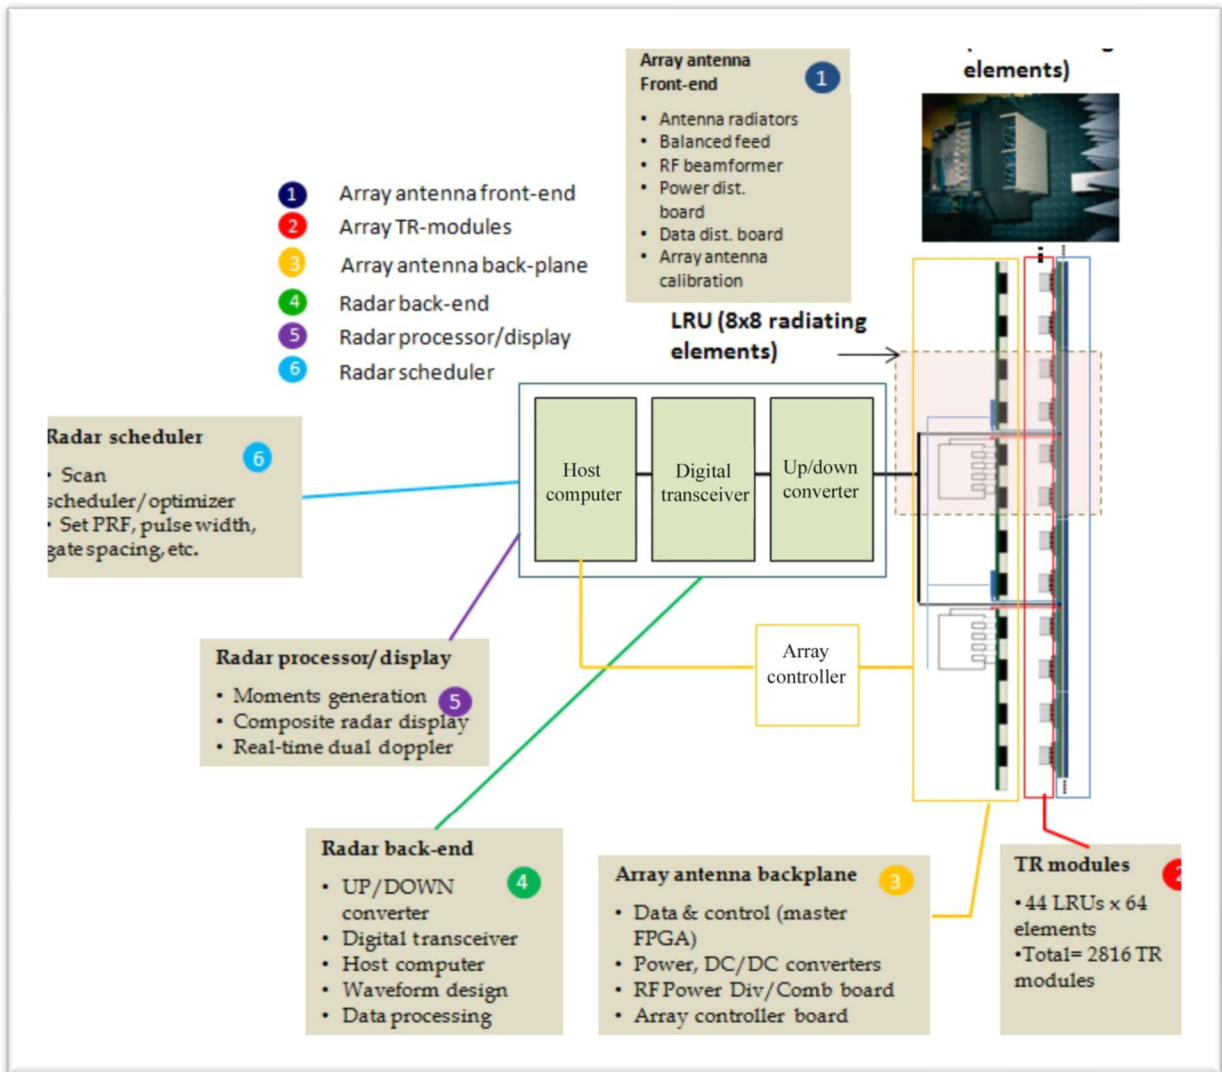 Array antenna
Front-end
1
• Antenna radiators
• Balanced feed
• RF beamformer
• Power dist.
board
• Data dist. board
• Array antenna
calibration
elements)
1 Array antenna front-end
2 Array TR-modules
3 Array antenna back-plane
4 Radar back-end
5 Radar processor/display
6 Radar scheduler
LRU (8x8 radiating
elements)
Radar scheduler
6
• Scan
scheduler/optimizer
• Set PRF, pulse width,
gate spacing, etc.
Host
computer
Digital
transceiver
Up/down
converter
Array
controller
Radar processor/display
5
• Moments generation
• Composite radar display
• Real-time dual doppler
Radar back-end
4
• UP/DOWN
converter
• Digital transceiver
• Host computer
• Waveform design
• Data processing
Array antenna backplane
3
• Data & control (master
FPGA)
• Power, DC/DC converters
• RF Power Div/Comb board
• Array controller board
TR modules
2
• 44 LRUs x 64
elements
•Total= 2816 TR
modules